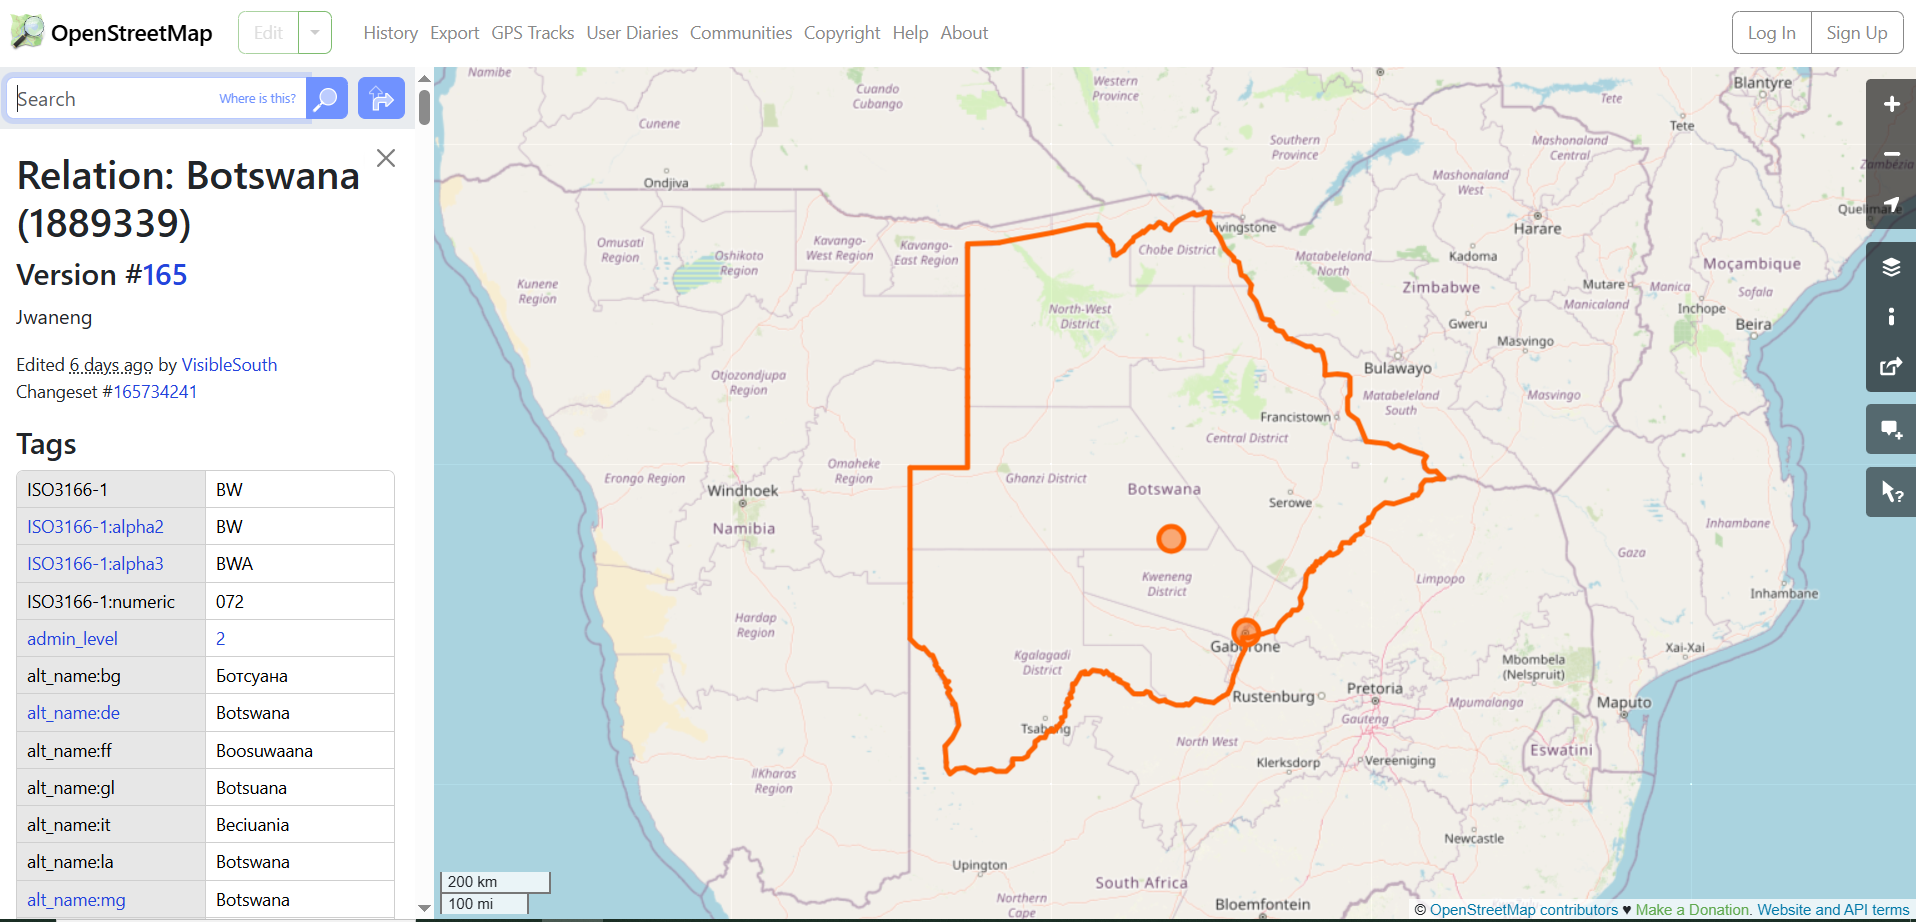 OpenStreetMap
Edit
History Export GPS Tracks User Diaries Communities Copyright Help About
Log In
Sign Up
Search
Where is this?
Relation: Botswana
(1889339)
Version #165
Jwaneng
Edited 6 days ago by VisibleSouth
Changeset #165734241
Tags
ISO3166-1 BW
ISO3166-1:alpha2 BW
ISO3166-1:alpha3 BWA
ISO3166-1:numeric 072
admin_level 2
alt_name:bg Ботсуана
alt_name:de Botswana
alt_name:ff Boosuwaana
alt_name:gl Botsuana
alt_name:it Beciuania
alt_name:la Botswana
alt_name:mg Botswana
Namibe
Cuando
Cubango
Western
Province
Blantyre
Tete
Tete
Cunene
Southern
Province
Mashonaland
Central
Zambézia
Ondjiva
Mashonaland
West
Quelimane
Livingstone
Harare
Omusati
Region
Oshikoto
Region
Kavango-
West Region
Kavango-
East Region
Chobe District
Matabeleland
North
Kadoma
Moçambique
Kunene
Region
Zimbabwe
Mutare
Manica
Sofala
Manicaland
Inchope
North-West
District
Gweru
Beira
Masvingo
Otjozondjupa
Region
Bulawayo
Matabeleland
South
Masvingo
Francistown
Central District
Omaheke
Region
Erongo Region
Ghanzi District
Windhoek
Botswana
Serowe
Namibia
Inhambane
Gaza
Kweneng
District
Limpopo
Inhambane
Hardap
Region
Gaborone
Xai-Xai
Kgalagadi
District
Mbombela
(Nelspruit)
Rustenburg
Pretoria
Mpumalanga
Maputo
Gauteng
Tsabong
North West
Eswatini
Klerksdorp
Vereeniging
ǁKharas
Region
Newcastle
Upington
South Africa
Northern
Cape
Bloemfontein
200 km
100 mi
© OpenStreetMap contributors ♥ Make a Donation. Website and API terms